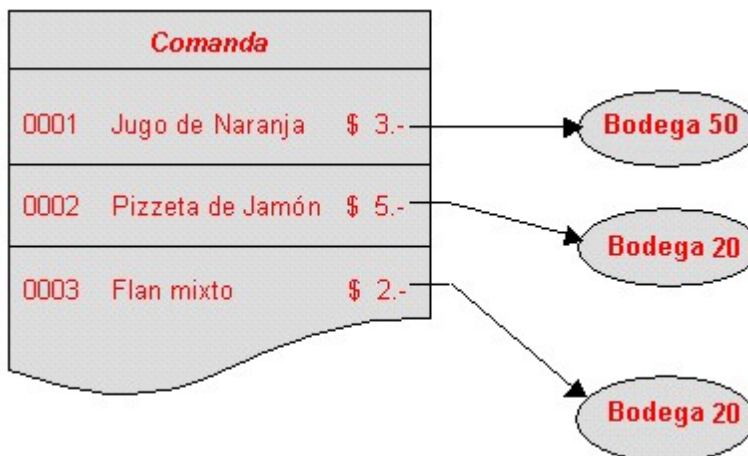 Comanda
0001 Jugo de Naranja $ 3.-
Bodega 50
0002 Pizzeta de Jamón $ 5.-
Bodega 20
0003 Flan mixto $ 2.-
Bodega 20